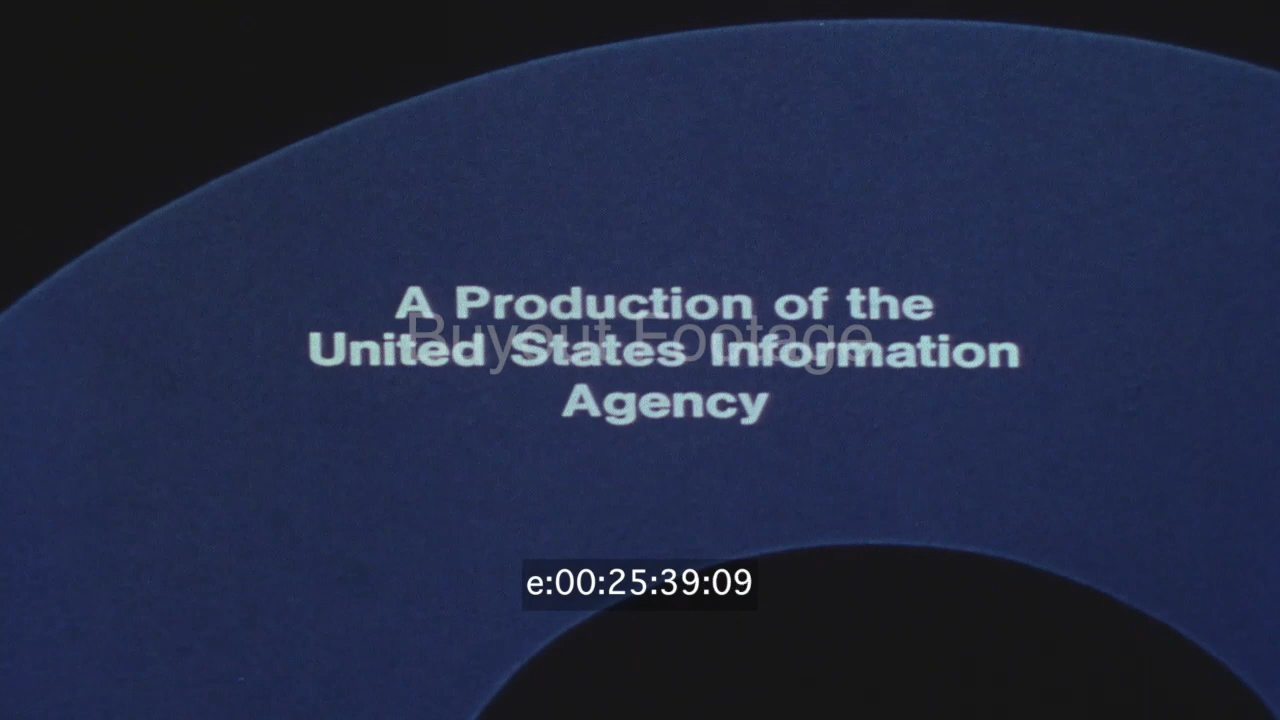 A Production of the
Buyout Footage
United States Information
Agency
e:00:25:39:09